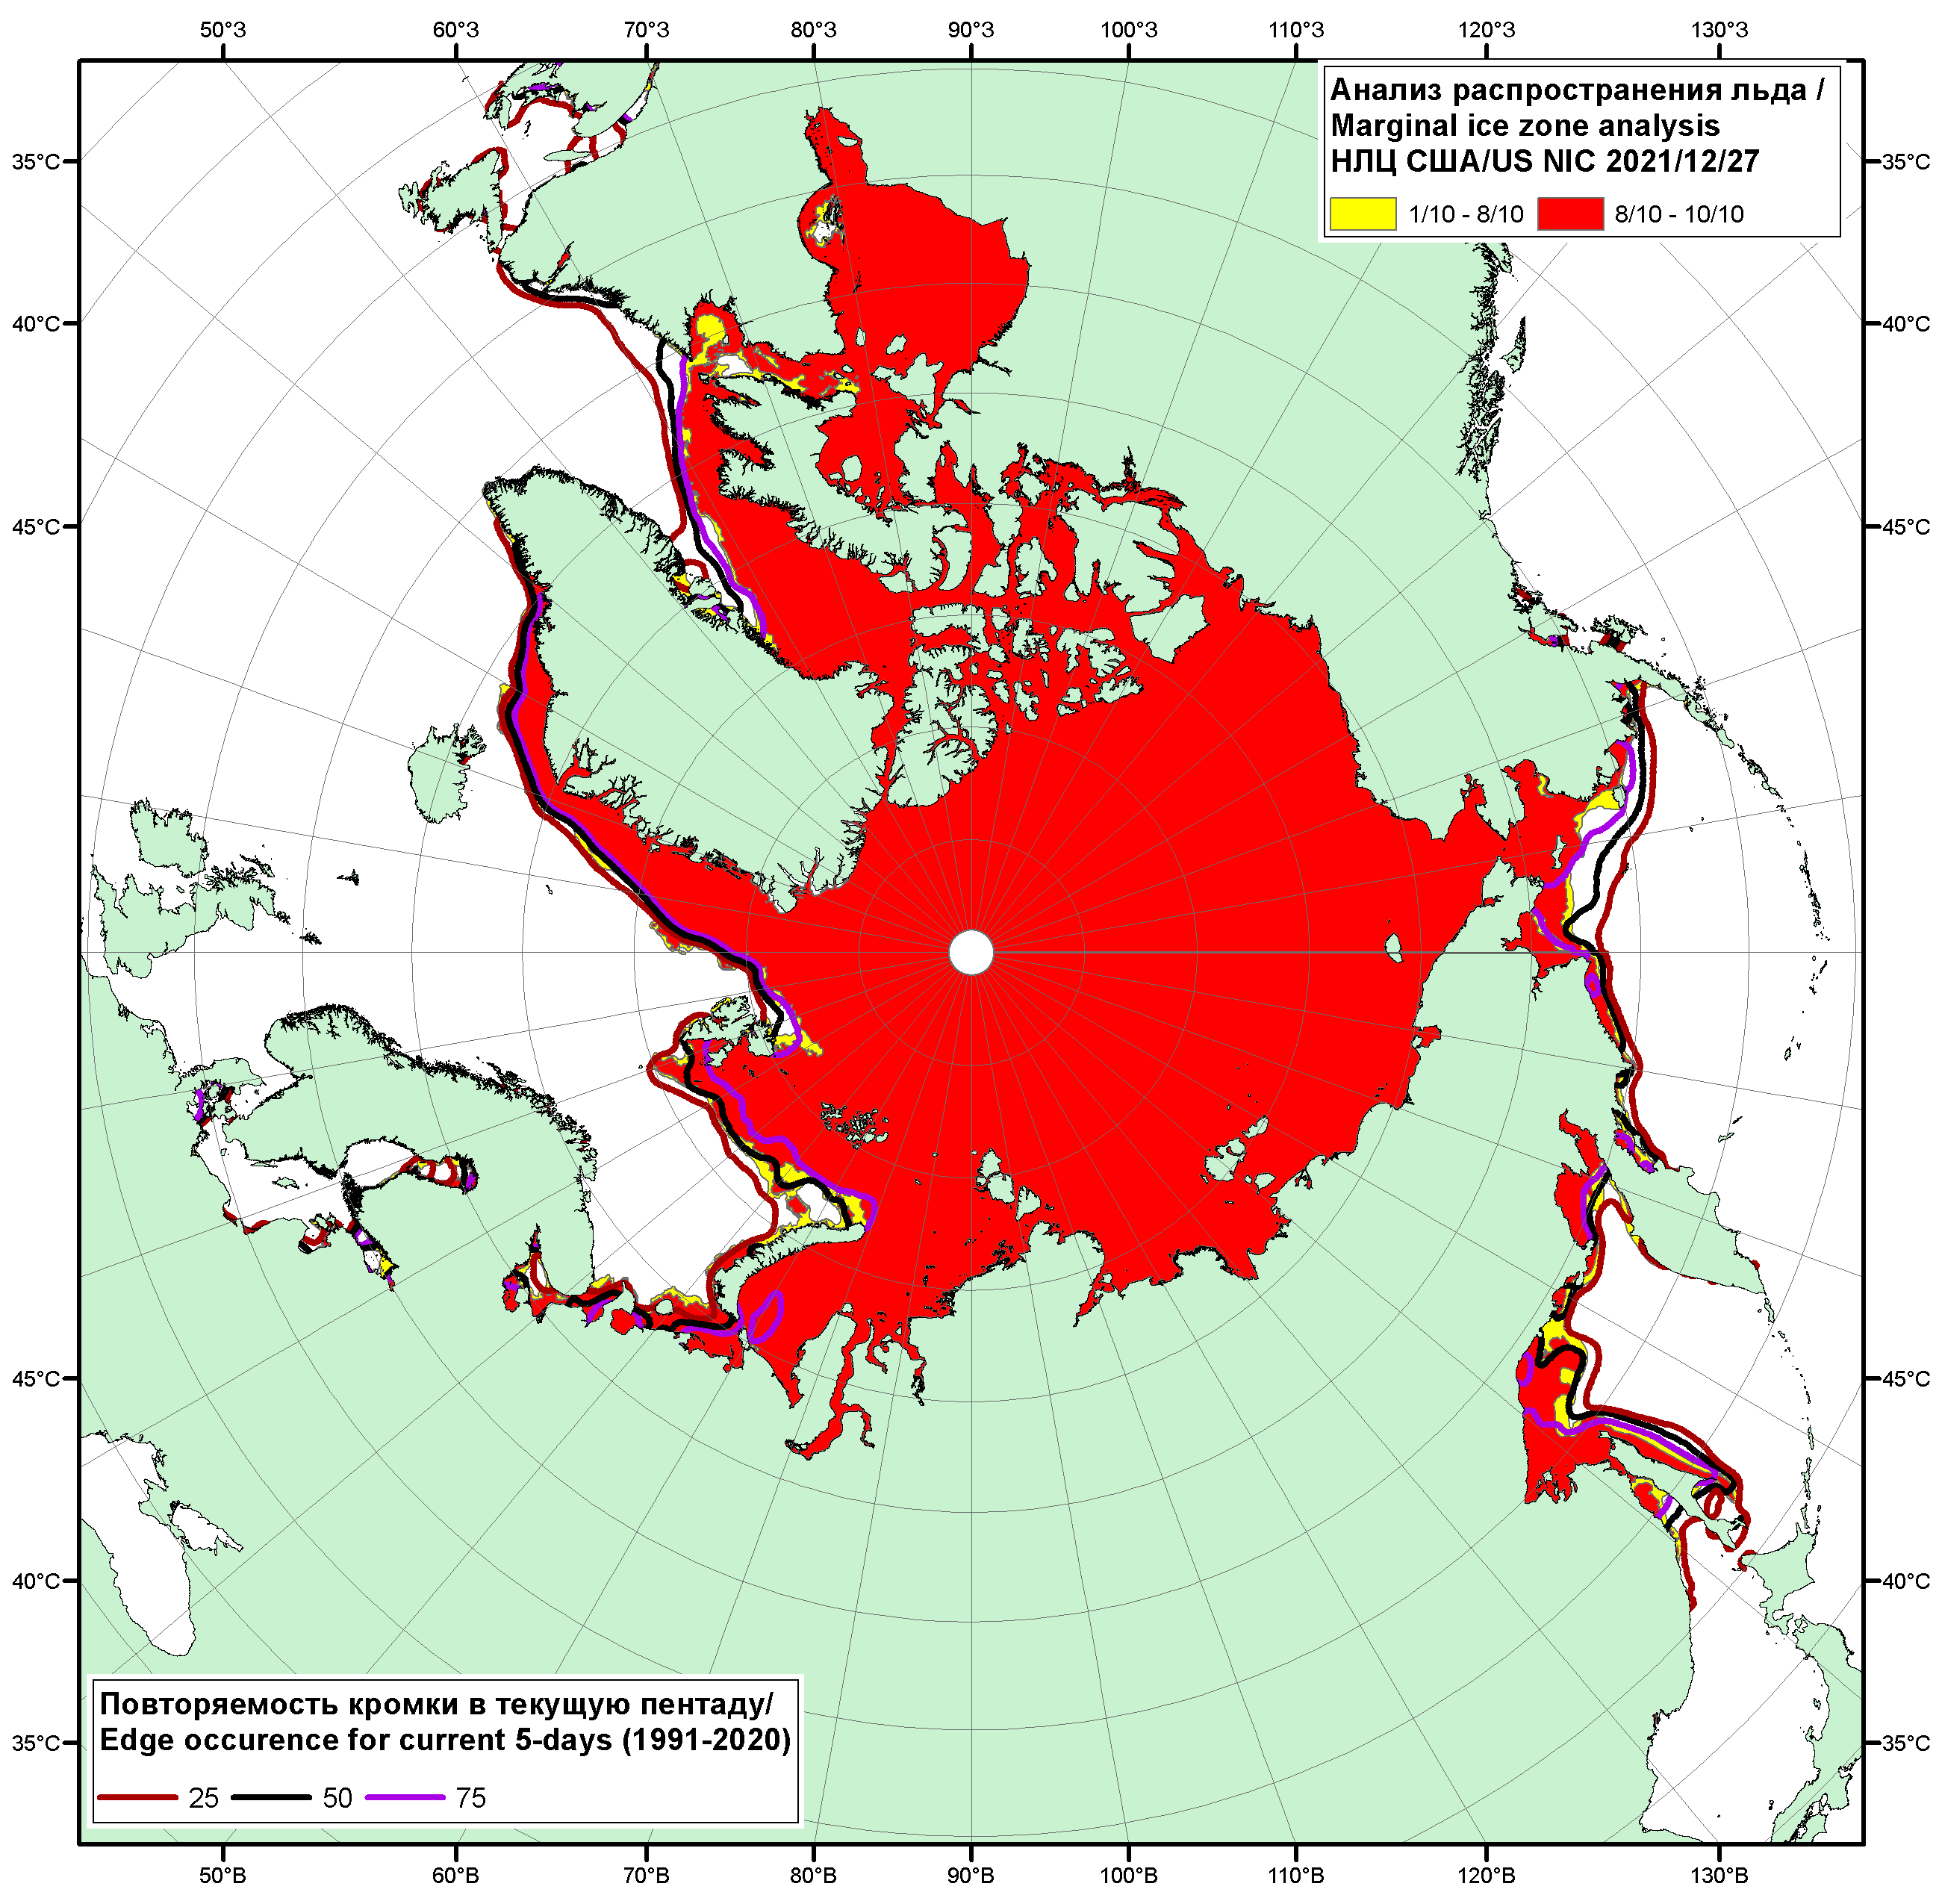 50°З 60°З 70°З 80°З 90°З 100°З 110°З 120°З 130°З
Анализ распространения льда /
Marginal ice zone analysis
НЛЦ США/US NIC 2021/12/27
1/10 - 8/10 8/10 - 10/10
35°С 35°С
40°С 40°С
45°С 45°С
45°С 45°С
40°С 40°С
35°С 35°С
Повторяемость кромки в текущую пентаду/
Edge occurence for current 5-days (1991-2020)
25 50 75
50°В 60°В 70°В 80°В 90°В 100°В 110°В 120°В 130°В